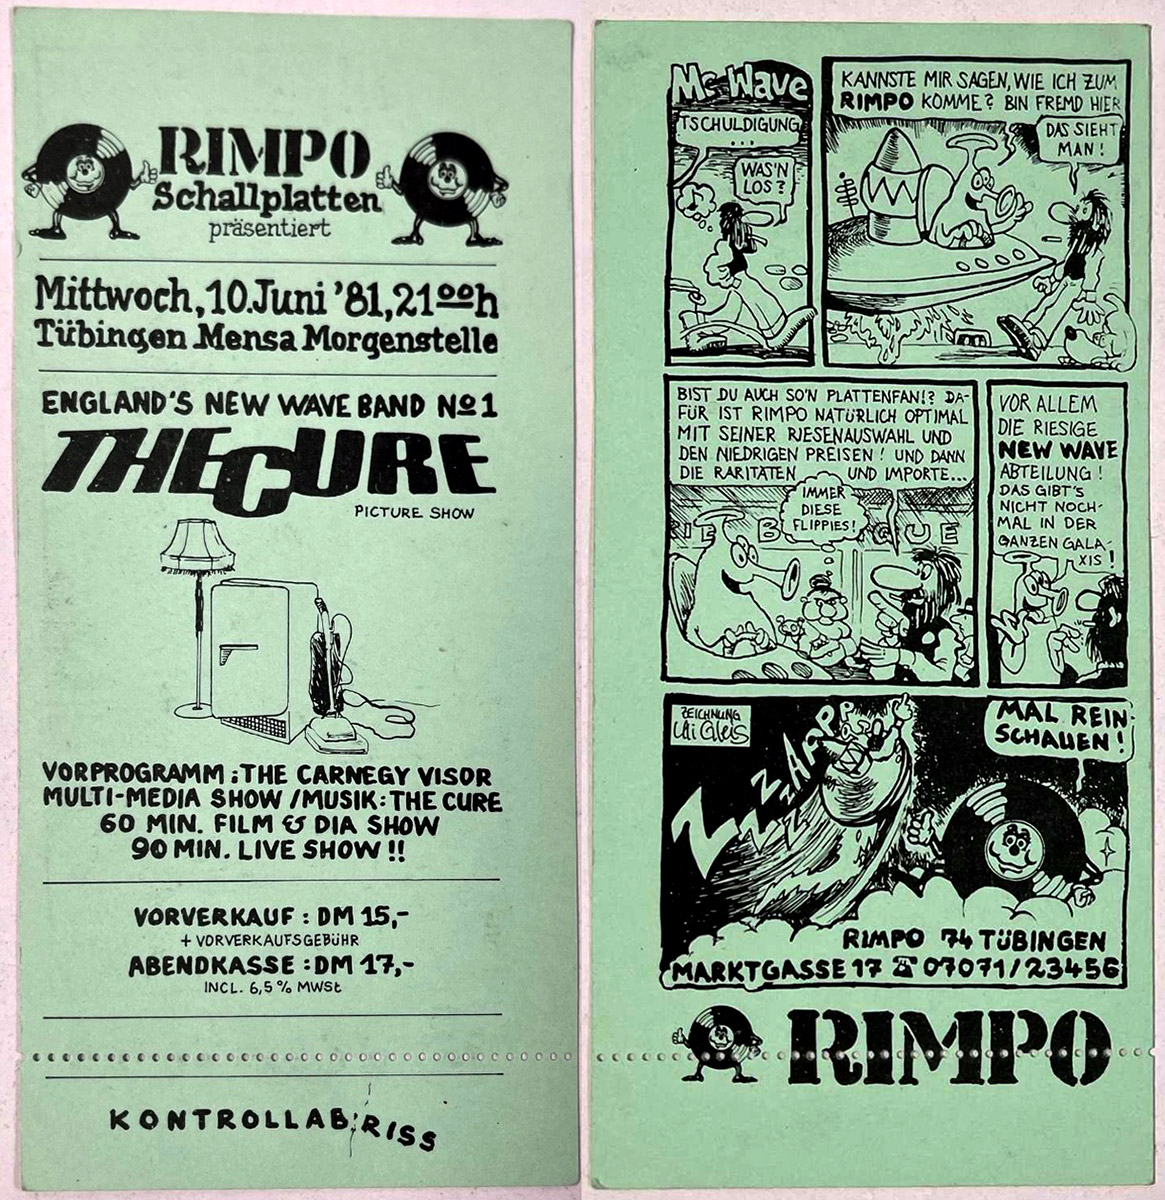 RIMPO
Schallplatten
präsentiert
Mittwoch, 10. Juni '81, 21ººh
Tübingen Mensa Morgenstelle
ENGLAND'S NEW WAVE BAND Nº 1
THE CURE
PICTURE SHOW
VORPROGRAMM : THE CARNEGY VISOR
MULTI-MEDIA SHOW / MUSIK: THE CURE
60 MIN. FILM & DIA SHOW
90 MIN. LIVE SHOW !!
VORVERKAUF : DM 15,-
+ VORVERKAUFSGEBÜHR
ABENDKASSE : DM 17,-
INCL. 6,5% MWSt
KONTROLLABRISS
Mc Wave
TSCHULDIGUNG
...
WAS'N
LOS?
KANNSTE MIR SAGEN, WIE ICH ZUM
RIMPO KOMME? BIN FREMD HIER
DAS SIEHT
MAN!
BIST DU AUCH SO'N PLATTENFAN!? DA-
FÜR IST RIMPO NATÜRLICH OPTIMAL
MIT SEINER RIESENAUSWAHL UND
DEN NIEDRIGEN PREISEN! UND DANN
DIE RARITÄTEN UND IMPORTE...
IMMER
DIESE
FLIPPIES!
VOR ALLEM
DIE RIESIGE
NEW WAVE
ABTEILUNG!
DAS GIBT'S
NICHT NOCH-
MAL IN DER
GANZEN GALA-
XIS!
ZEICHNUNG
ZZZZZAPP
MAL REIN-
SCHAUEN!
RIMPO 74 TÜBINGEN
MARKTGASSE 17 ☎ 07071/23456
RIMPO